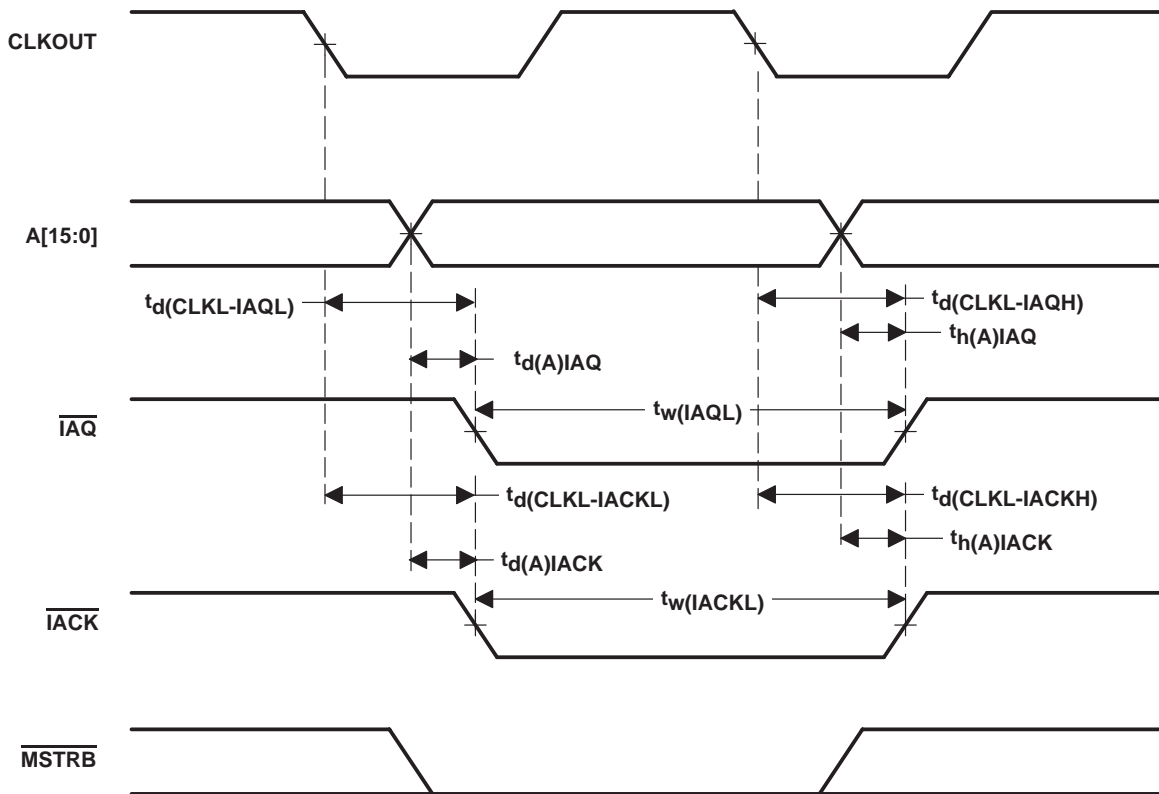 CLKOUT
A[15:0]
td(CLKL-IAQL)
td(CLKL-IAQH)
th(A)IAQ
td(A)IAQ
tw(IAQL)
IAQ
td(CLKL-IACKL)
td(CLKL-IACKH)
th(A)IACK
td(A)IACK
tw(IACKL)
IACK
MSTRB